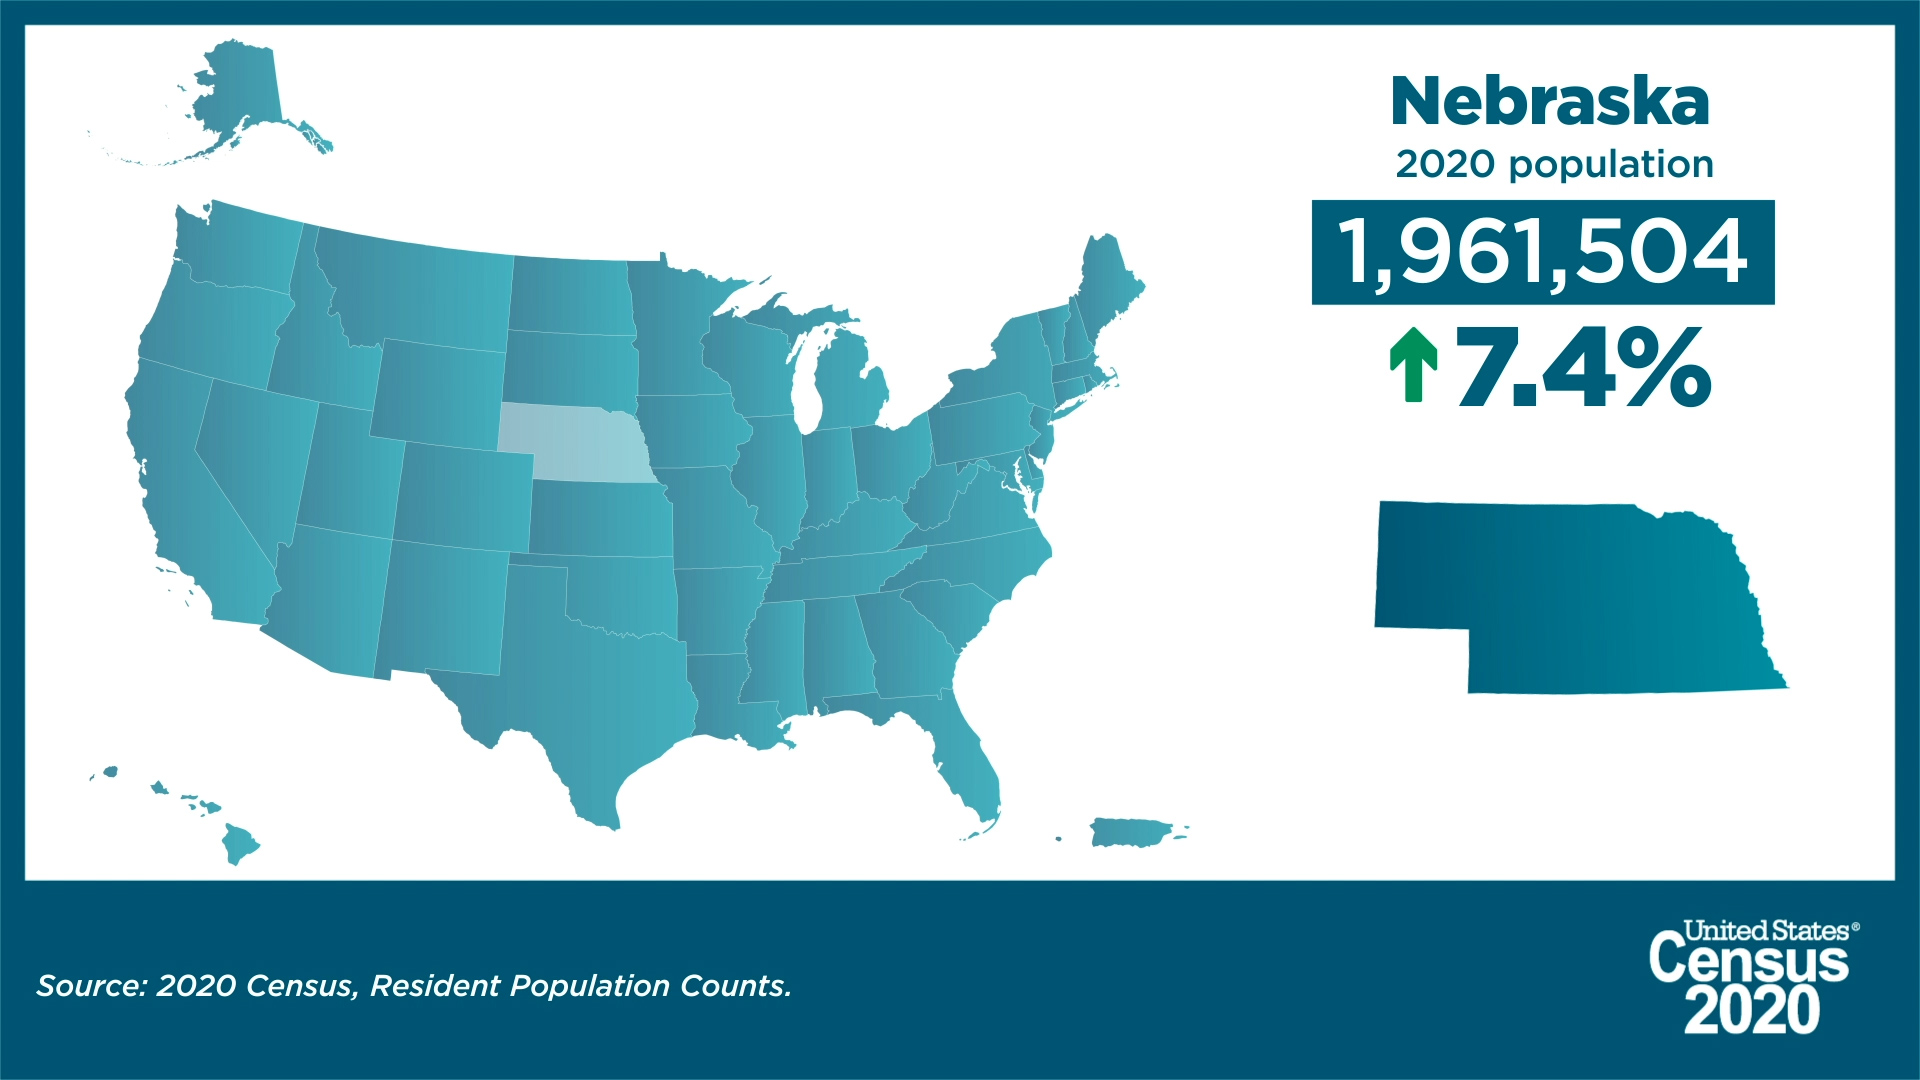 Nebraska
2020 population
1,961,504
7.4%
Source: 2020 Census, Resident Population Counts.
United States®
Census
2020